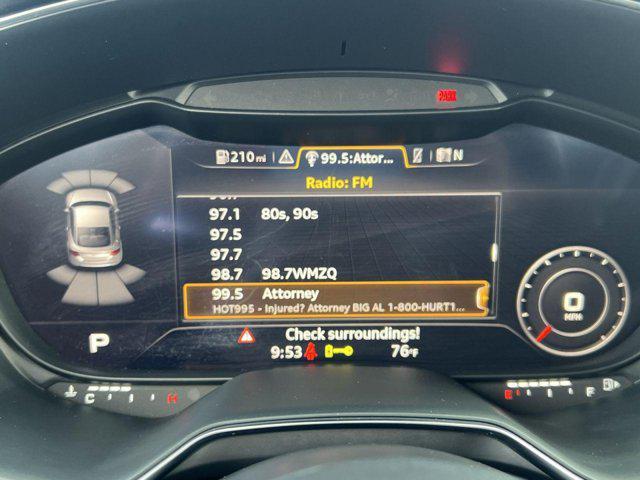 PARK
210 mi
99.5:Attor...
N
Radio: FM
97.1 80s, 90s
97.5
97.7
98.7 98.7WMZQ
99.5 Attorney
HOT995 - Injured? Attorney BIG AL 1-800-HURT1...
P
Check surroundings!
9:53
76°F
0
MPH
C
H
E
F